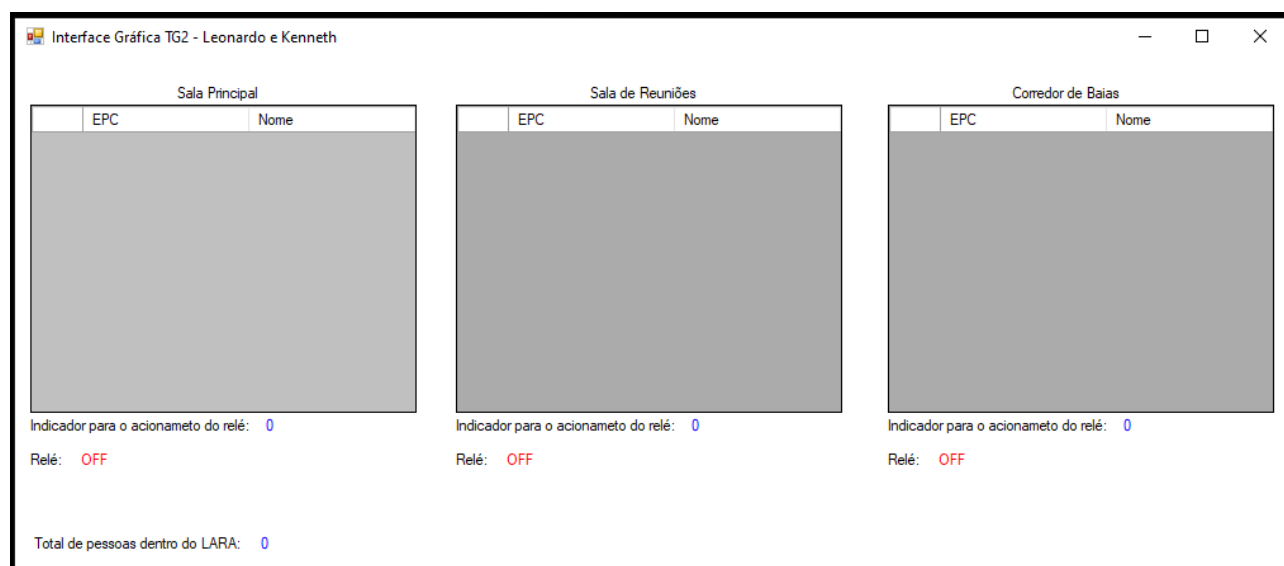 Interface Gráfica TG2 - Leonardo e Kenneth
Sala Principal
EPC Nome
Indicador para o acionameto do relé: 0
Relé: OFF
Sala de Reuniões
EPC Nome
Indicador para o acionameto do relé: 0
Relé: OFF
Corredor de Baias
EPC Nome
Indicador para o acionameto do relé: 0
Relé: OFF
Total de pessoas dentro do LARA: 0